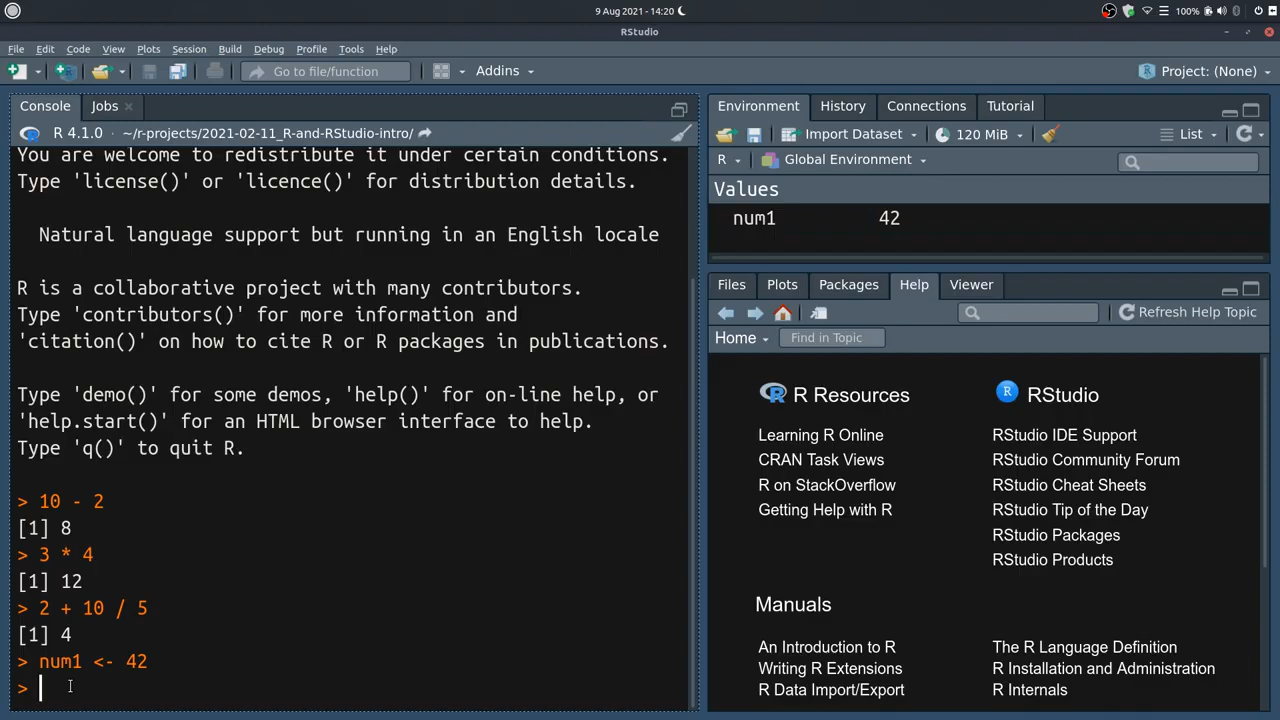 9 Aug 2021 - 14:20
100%
RStudio
File Edit Code View Plots Session Build Debug Profile Tools Help
Go to file/function
Addins
Project: (None)
Console Jobs
R 4.1.0 · ~/r-projects/2021-02-11_R-and-RStudio-intro/
You are welcome to redistribute it under certain conditions.
Type 'license()' or 'licence()' for distribution details.
Natural language support but running in an English locale
R is a collaborative project with many contributors.
Type 'contributors()' for more information and
'citation()' on how to cite R or R packages in publications.
Type 'demo()' for some demos, 'help()' for on-line help, or
'help.start()' for an HTML browser interface to help.
Type 'q()' to quit R.
> 10 - 2
[1] 8
> 3 * 4
[1] 12
> 2 + 10 / 5
[1] 4
> num1 <- 42
>
Environment History Connections Tutorial
Import Dataset 120 MiB List
R Global Environment
Values
num1 42
Files Plots Packages Help Viewer
Refresh Help Topic
Home Find in Topic
R Resources
Learning R Online
CRAN Task Views
R on StackOverflow
Getting Help with R
RStudio
RStudio IDE Support
RStudio Community Forum
RStudio Cheat Sheets
RStudio Tip of the Day
RStudio Packages
RStudio Products
Manuals
An Introduction to R
Writing R Extensions
R Data Import/Export
The R Language Definition
R Installation and Administration
R Internals